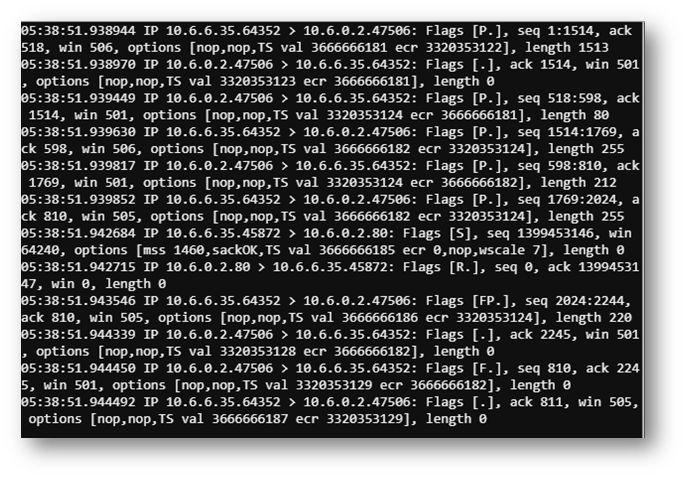 05:38:51.938944 IP 10.6.6.35.64352 > 10.6.0.2.47506: Flags [P.], seq 1:1514, ack
518, win 506, options [nop,nop,TS val 3666666181 ecr 3320353122], length 1513
05:38:51.938970 IP 10.6.0.2.47506 > 10.6.6.35.64352: Flags [.], ack 1514, win 501
, options [nop,nop,TS val 3320353123 ecr 3666666181], length 0
05:38:51.939449 IP 10.6.0.2.47506 > 10.6.6.35.64352: Flags [P.], seq 518:598, ack
1514, win 501, options [nop,nop,TS val 3320353124 ecr 3666666181], length 80
05:38:51.939630 IP 10.6.6.35.64352 > 10.6.0.2.47506: Flags [P.], seq 1514:1769, a
ck 598, win 506, options [nop,nop,TS val 3666666182 ecr 3320353124], length 255
05:38:51.939817 IP 10.6.0.2.47506 > 10.6.6.35.64352: Flags [P.], seq 598:810, ack
1769, win 501, options [nop,nop,TS val 3320353124 ecr 3666666182], length 212
05:38:51.939852 IP 10.6.6.35.64352 > 10.6.0.2.47506: Flags [P.], seq 1769:2024, a
ck 810, win 505, options [nop,nop,TS val 3666666182 ecr 3320353124], length 255
05:38:51.942684 IP 10.6.6.35.45872 > 10.6.0.2.80: Flags [S], seq 1399453146, win
64240, options [mss 1460,sackOK,TS val 3666666185 ecr 0,nop,wscale 7], length 0
05:38:51.942715 IP 10.6.0.2.80 > 10.6.6.35.45872: Flags [R.], seq 0, ack 13994531
47, win 0, length 0
05:38:51.943546 IP 10.6.6.35.64352 > 10.6.0.2.47506: Flags [FP.], seq 2024:2244,
ack 810, win 505, options [nop,nop,TS val 3666666186 ecr 3320353124], length 220
05:38:51.944339 IP 10.6.0.2.47506 > 10.6.6.35.64352: Flags [.], ack 2245, win 501
, options [nop,nop,TS val 3320353128 ecr 3666666182], length 0
05:38:51.944450 IP 10.6.0.2.47506 > 10.6.6.35.64352: Flags [F.], seq 810, ack 224
5, win 501, options [nop,nop,TS val 3320353129 ecr 3666666182], length 0
05:38:51.944492 IP 10.6.6.35.64352 > 10.6.0.2.47506: Flags [.], ack 811, win 505,
options [nop,nop,TS val 3666666187 ecr 3320353129], length 0